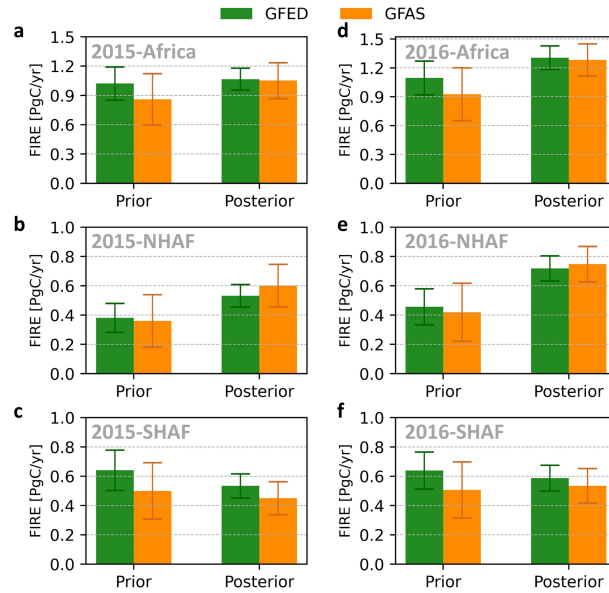 GFED GFAS
a
2015-Africa
FIRE [PgC/yr]
1.5
1.2
0.9
0.6
0.3
0.0
Prior Posterior
d
2016-Africa
FIRE [PgC/yr]
1.5
1.2
0.9
0.6
0.3
0.0
Prior Posterior
b
2015-NHAF
FIRE [PgC/yr]
1.0
0.8
0.6
0.4
0.2
0.0
Prior Posterior
e
2016-NHAF
FIRE [PgC/yr]
1.0
0.8
0.6
0.4
0.2
0.0
Prior Posterior
c
2015-SHAF
FIRE [PgC/yr]
1.0
0.8
0.6
0.4
0.2
0.0
Prior Posterior
f
2016-SHAF
FIRE [PgC/yr]
1.0
0.8
0.6
0.4
0.2
0.0
Prior Posterior